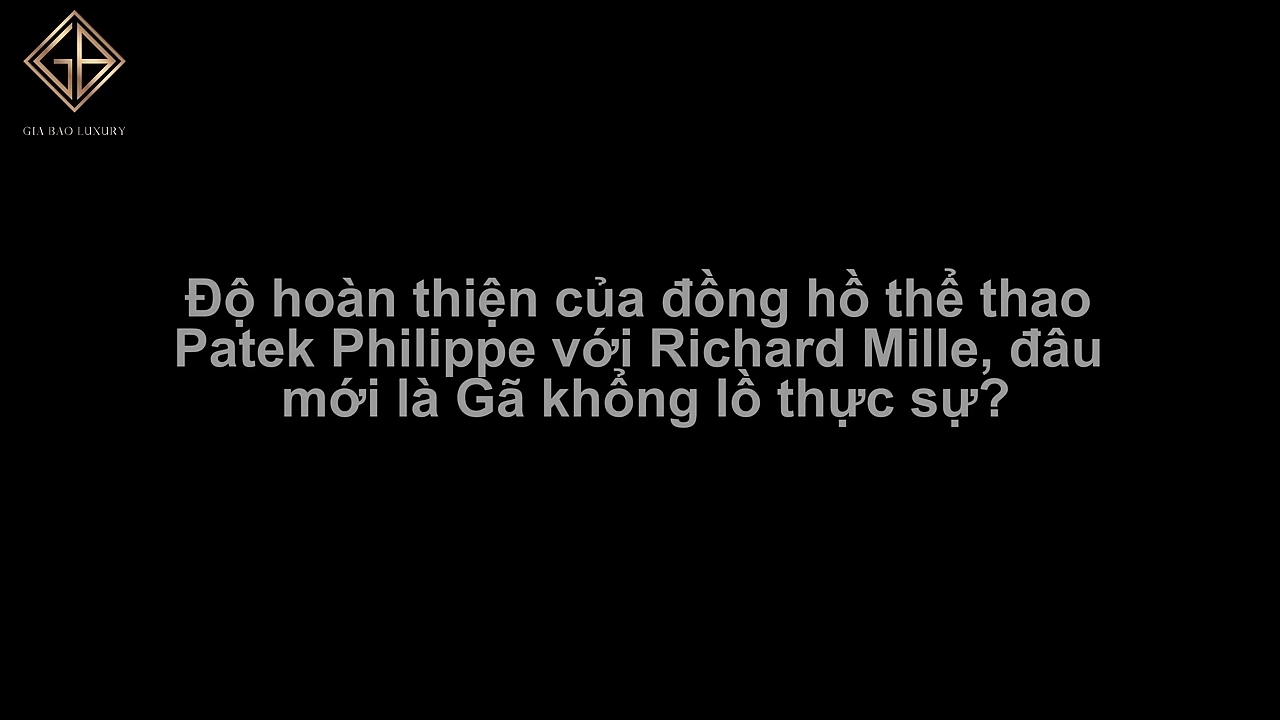 GIA BAO LUXURY
Độ hoàn thiện của đồng hồ thể thao
Patek Philippe với Richard Mille, đâu
mới là Gã khổng lồ thực sự?